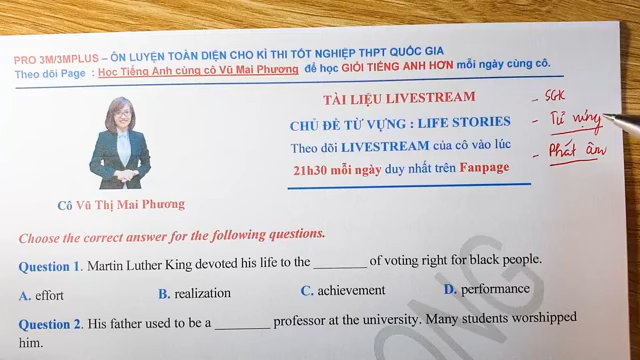 PRO 3M/3MPLUS – ÔN LUYỆN TOÀN DIỆN CHO KÌ THI TỐT NGHIỆP THPT QUỐC GIA
Theo dõi Page : Học Tiếng Anh cùng cô Vũ Mai Phương để học GIỎI TIẾNG ANH HƠN mỗi ngày cùng cô.
TÀI LIỆU LIVESTREAM
CHỦ ĐỀ TỪ VỰNG : LIFE STORIES
Theo dõi LIVESTREAM của cô vào lúc
21h30 mỗi ngày duy nhất trên Fanpage
- SGK
- Từ vựng
- Phát âm
Cô Vũ Thị Mai Phương
Choose the correct answer for the following questions.
Question 1. Martin Luther King devoted his life to the ________ of voting right for black people.
A. effort B. realization C. achievement D. performance
Question 2. His father used to be a ________ professor at the university. Many students worshipped
him.